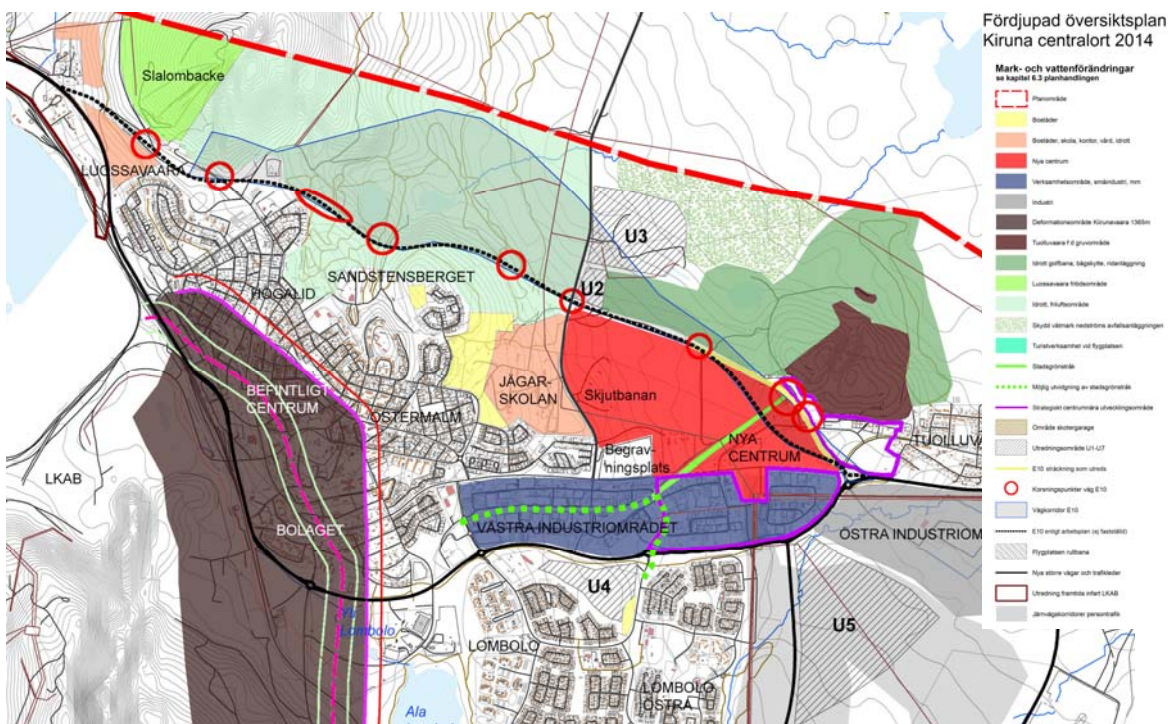 Fördjupad översiktsplan
Kiruna centralort 2014
Mark- och vattenförändringar
se kapitel 6.3 planhandlingen
Planområde
Bostäder
Bostäder, skola, kontor, vård, idrott
Nya centrum
Verksamhetsområde, småindustri, mm
Industri
Deformationsområde Kiirunavaara 1365m
Tuolluvaara f d gruvområde
Idrott golfbana, bågskytte, ridanläggning
Luossavaara fritidsområde
Idrott, friluftsområde
Skydd våtmark nedströms avfallsanläggningen
Turistverksamhet vid flygplatsen
Stadsgrönstråk
Möjlig utvidgning av stadsgrönstråk
Strategiskt centrumnära utvecklingsområde
Område skotergarage
Utredningsområde U1-U7
E10 sträckning som utreds
Korsningspunkter väg E10
Vägkorridor E10
E10 enligt arbetsplan (ej fastställd)
Flygplatsen rullbana
Nya större vägar och trafikleder
Utredning framtida infart LKAB
Järnvägskorridorer persontrafik
Slalombacke
LUOSSAVAARA
U3
SANDSTENSBERGET
U2
HÖGALID
BEFINTLIGT
CENTRUM
JÄGAR-
SKOLAN
Skjutbanan
ÖSTERMALM
TUOLLUVA
Begrav-
ningsplats
NYA
CENTRUM
LKAB
BOLAGET
VÄSTRA INDUSTRIOMRÅDET
ÖSTRA INDUSTRIOM
U4
Yli
Lombolo
U5
LOMBOLO
LOMBOLO
ÖSTRA
Ala